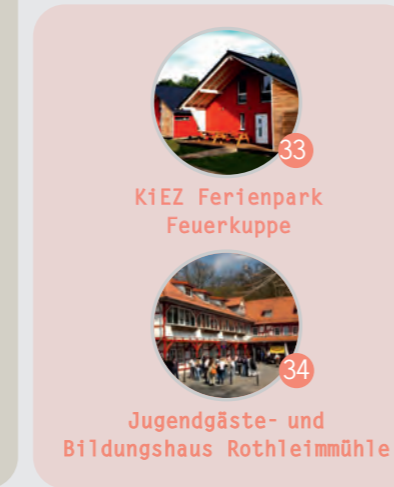 33
KiEZ Ferienpark
Feuerkuppe
34
Jugendgäste- und
Bildungshaus Rothleimmühle